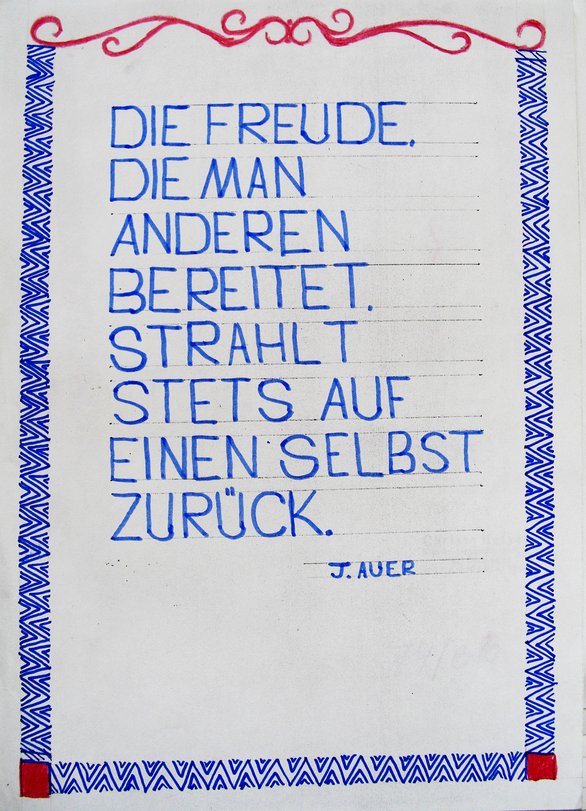 DIE FREUDE,
DIE MAN
ANDEREN
BEREITET,
STRAHLT
STETS AUF
EINEN SELBST
ZURÜCK.
J. AUER